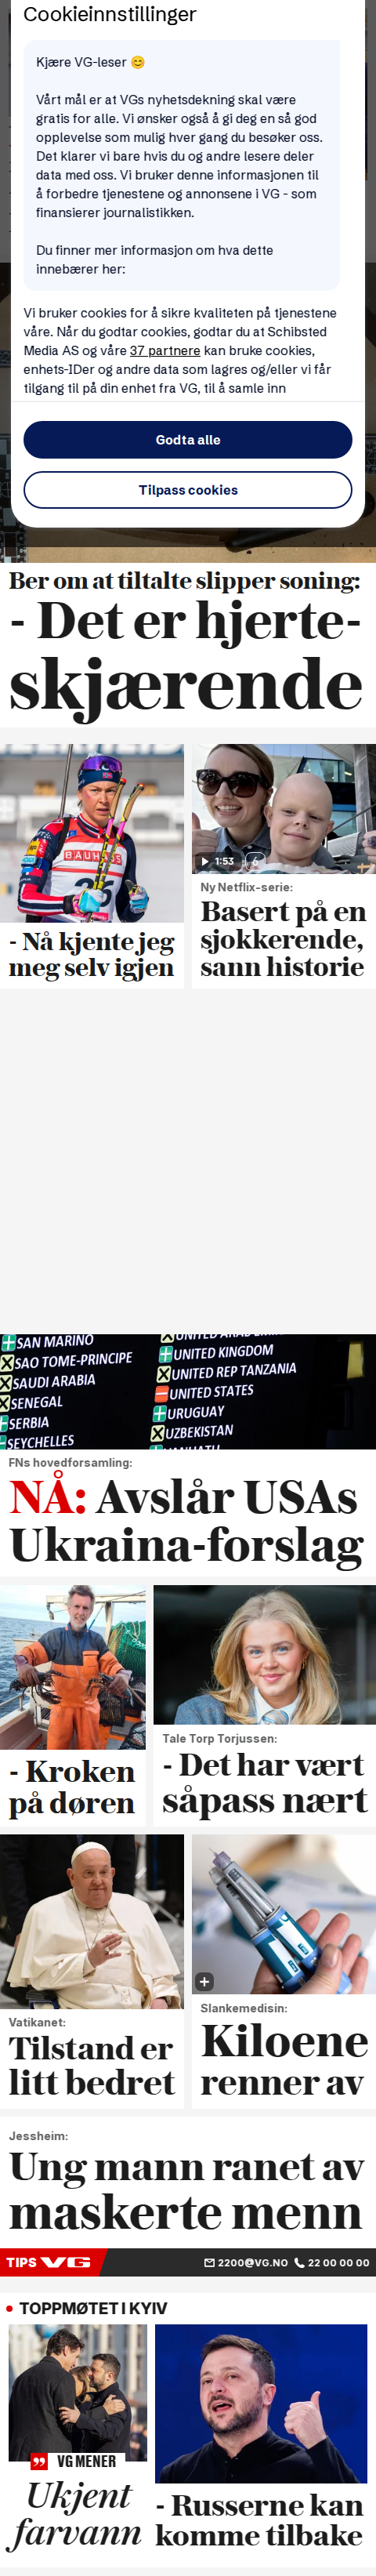 Cookieinnstillinger
Kjære VG-leser 😊
Vårt mål er at VGs nyhetsdekning skal være
gratis for alle. Vi ønsker også å gi deg en så god
opplevelse som mulig hver gang du besøker oss.
Det klarer vi bare hvis du og andre lesere deler
data med oss. Vi bruker denne informasjonen til
å forbedre tjenestene og annonsene i VG - som
finansierer journalistikken.
Du finner mer informasjon om hva dette
innebærer her:
Vi bruker cookies for å sikre kvaliteten på tjenestene
våre. Når du godtar cookies, godtar du at Schibsted
Media AS og våre 37 partnere kan bruke cookies,
enhets-IDer og andre data som lagres og/eller vi får
tilgang til på din enhet fra VG, til å samle inn
Godta alle
Tilpass cookies
Ber om at tiltalte slipper soning:
- Det er hjerte-
skjærende
BAUHAUS
- Nå kjente jeg
meg selv igjen
1:53
6
Ny Netflix-serie:
Basert på en
sjokkerende,
sann historie
SAN MARINO
SAO TOME-PRINCIPE
SAUDI ARABIA
SENEGAL
SERBIA
SEYCHELLES
UNITED KINGDOM
UNITED REP TANZANIA
UNITED STATES
URUGUAY
UZBEKISTAN
FNs hovedforsamling:
NÅ: Avslår USAs
Ukraina-forslag
- Kroken
på døren
Tale Torp Torjussen:
- Det har vært
såpass nært
Vatikanet:
Tilstand er
litt bedret
Slankemedisin:
Kiloene
renner av
Jessheim:
Ung mann ranet av
maskerte menn
TIPS VG
2200@VG.NO 22 00 00 00
TOPPMØTET I KYIV
VG MENER
Ukjent
farvann
- Russerne kan
komme tilbake